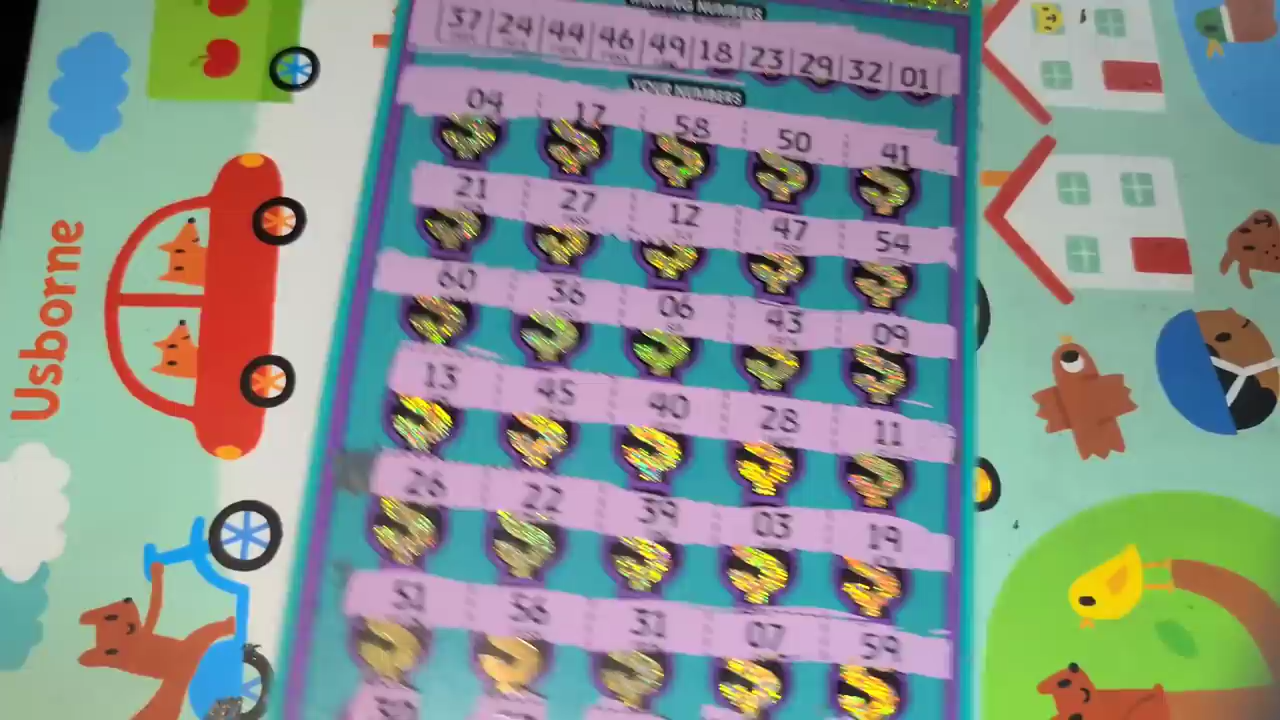 WINNING NUMBERS
37 24 44 46 49 18 23 29 32 01
YOUR NUMBERS
04 17 58 50 41
21 27 12 47 54
60 36 06 43 09
13 45 40 28 11
26 22 39 03 19
51 56 31 07 59
Usborne